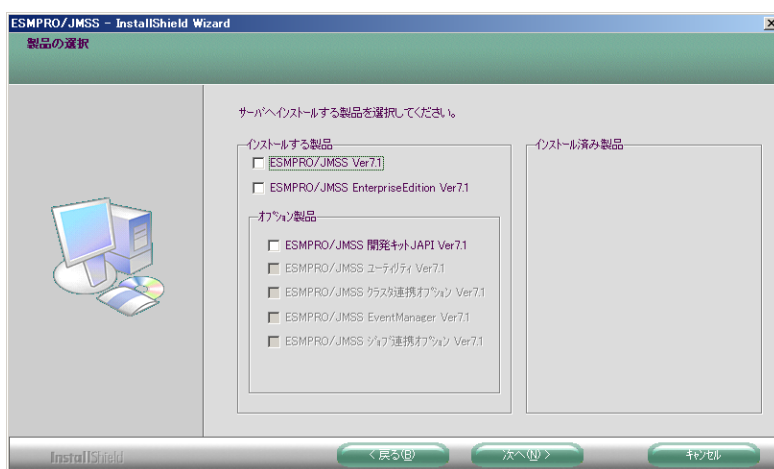 ESMPRO/JMSS - InstallShield Wizard
製品の選択
サーバへインストールする製品を選択してください。
インストールする製品
インストール済み製品
ESMPRO/JMSS Ver7.1
ESMPRO/JMSS EnterpriseEdition Ver7.1
オプション製品
ESMPRO/JMSS 開発キットJAPI Ver7.1
ESMPRO/JMSS ユーティリティ Ver7.1
ESMPRO/JMSS クラスタ連携オプション Ver7.1
ESMPRO/JMSS EventManager Ver7.1
ESMPRO/JMSS ジョブ連携オプション Ver7.1
InstallShield
< 戻る(B)
次へ(N) >
キャンセル